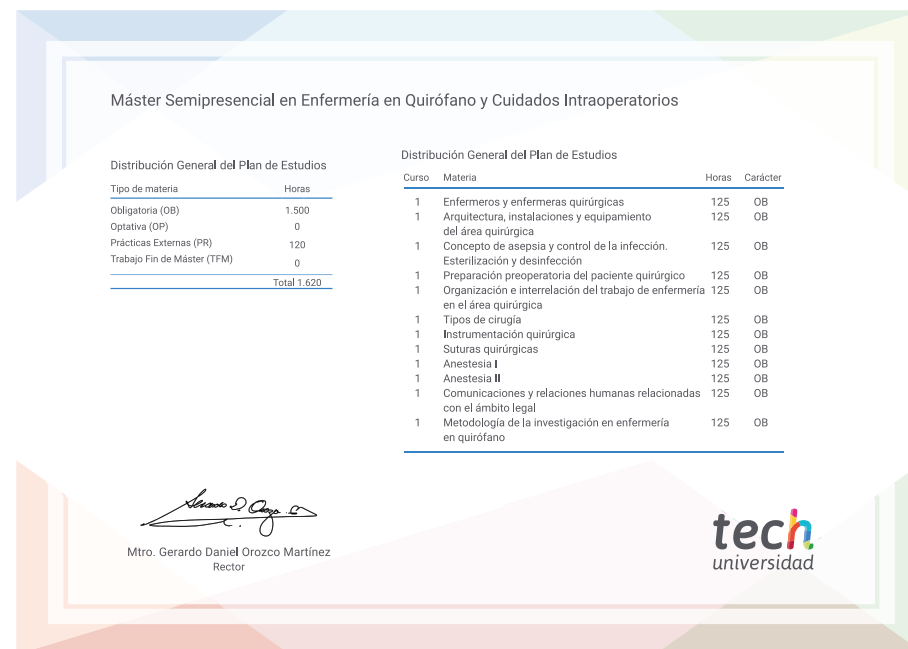 Máster Semipresencial en Enfermería en Quirófano y Cuidados Intraoperatorios
Distribución General del Plan de Estudios
Tipo de materia Horas
Obligatoria (OB) 1.500
Optativa (OP) 0
Prácticas Externas (PR) 120
Trabajo Fin de Máster (TFM) 0
Total 1.620
Distribución General del Plan de Estudios
Curso Materia Horas Carácter
1 Enfermeros y enfermeras quirúrgicas 125 OB
1 Arquitectura, instalaciones y equipamiento 125 OB
del área quirúrgica
1 Concepto de asepsia y control de la infección. 125 OB
Esterilización y desinfección
1 Preparación preoperatoria del paciente quirúrgico 125 OB
1 Organización e interrelación del trabajo de enfermería 125 OB
en el área quirúrgica
1 Tipos de cirugía 125 OB
1 Instrumentación quirúrgica 125 OB
1 Suturas quirúrgicas 125 OB
1 Anestesia I 125 OB
1 Anestesia II 125 OB
1 Comunicaciones y relaciones humanas relacionadas 125 OB
con el ámbito legal
1 Metodología de la investigación en enfermería 125 OB
en quirófano
Mtro. Gerardo Daniel Orozco Martínez
Rector
tech
universidad